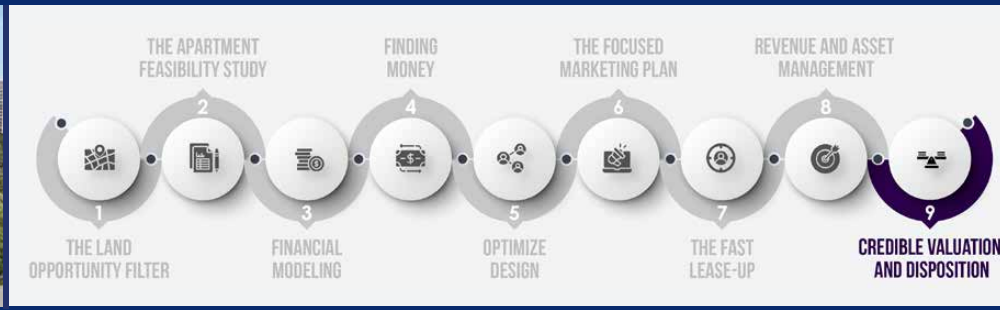 THE APARTMENT
FEASIBILITY STUDY
FINDING
MONEY
THE FOCUSED
MARKETING PLAN
REVENUE AND ASSET
MANAGEMENT
2
4
6
8
1
3
5
7
9
THE LAND
OPPORTUNITY FILTER
FINANCIAL
MODELING
OPTIMIZE
DESIGN
THE FAST
LEASE-UP
CREDIBLE VALUATION
AND DISPOSITION